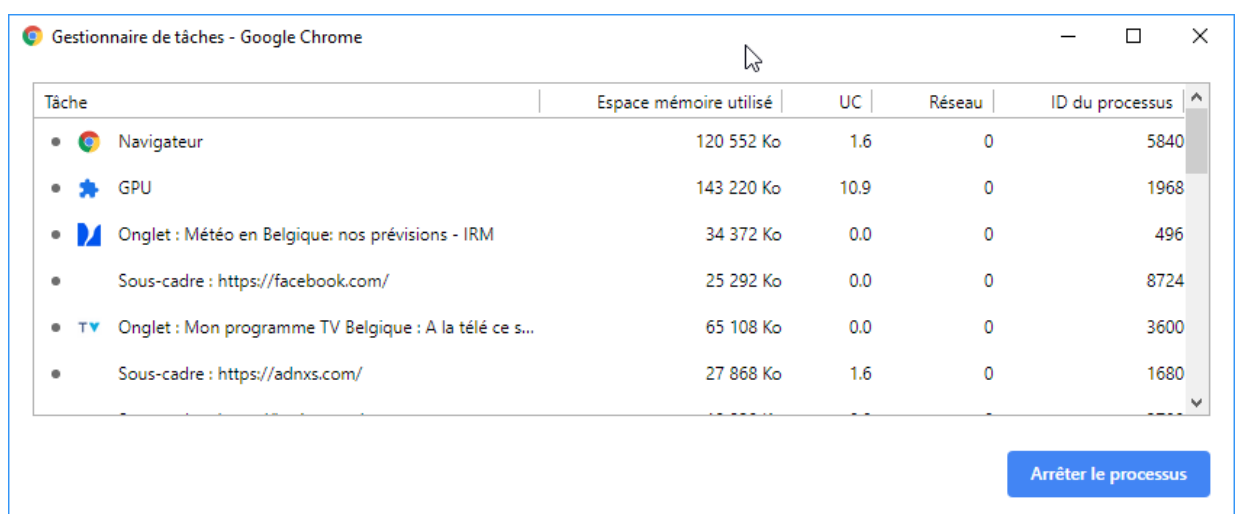 Gestionnaire de tâches - Google Chrome
Tâche Espace mémoire utilisé UC Réseau ID du processus
Navigateur 120 552 Ko 1.6 0 5840
GPU 143 220 Ko 10.9 0 1968
Onglet : Météo en Belgique: nos prévisions - IRM 34 372 Ko 0.0 0 496
Sous-cadre : https://facebook.com/ 25 292 Ko 0.0 0 8724
TV Onglet : Mon programme TV Belgique : A la télé ce s... 65 108 Ko 0.0 0 3600
Sous-cadre : https://adnxs.com/ 27 868 Ko 1.6 0 1680
Arrêter le processus